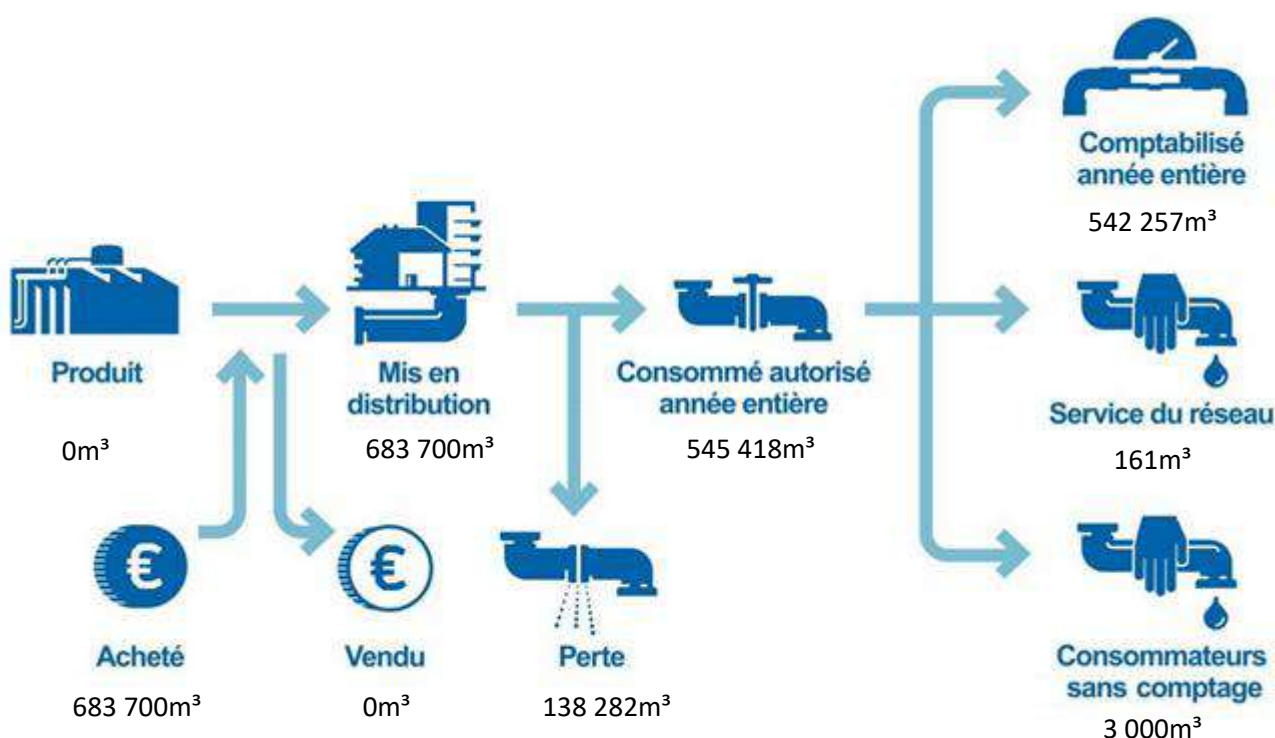 Comptabilisé
année entière
542 257m³
Produit
0m³
Mis en
distribution
683 700m³
Consommé autorisé
année entière
545 418m³
Service du réseau
161m³
€
Acheté
683 700m³
€
Vendu
0m³
Perte
138 282m³
Consommateurs
sans comptage
3 000m³